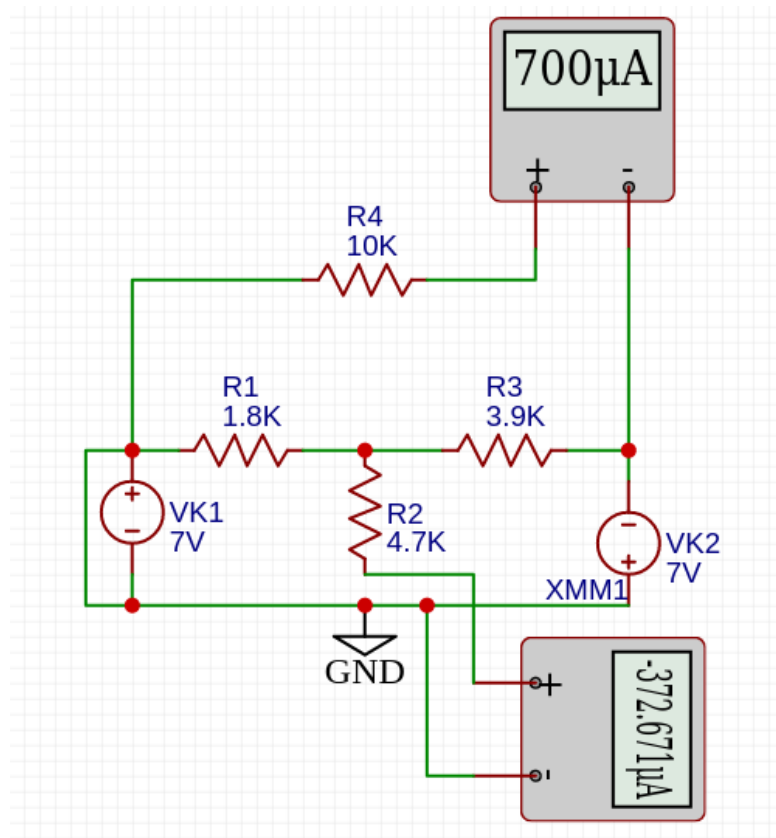 700μA
+ -
R4
10K
R1
1.8K
R3
3.9K
+
−
VK1
7V
R2
4.7K
−
+
VK2
7V
XMM1
GND
+
-
-372.671μA